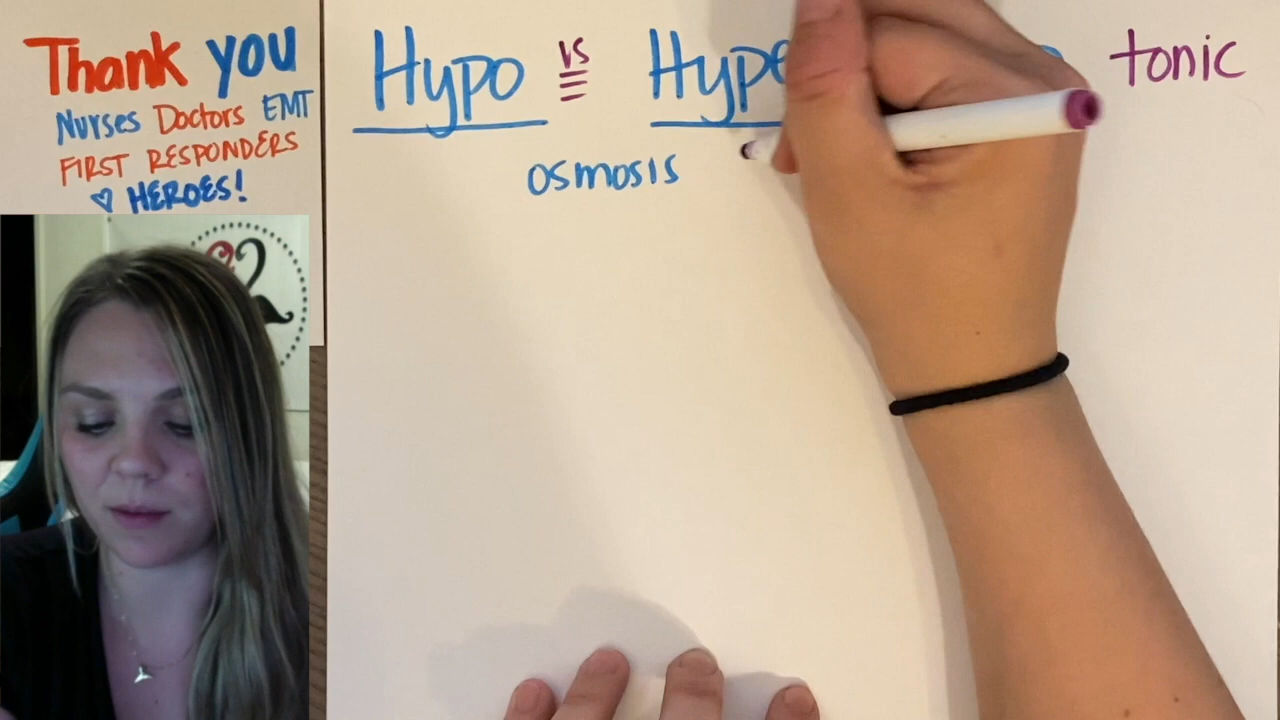 Thank you
Nurses Doctors EMT
FIRST RESPONDERS
♡ HEROES!
Hypo vs Hype tonic
osmosis